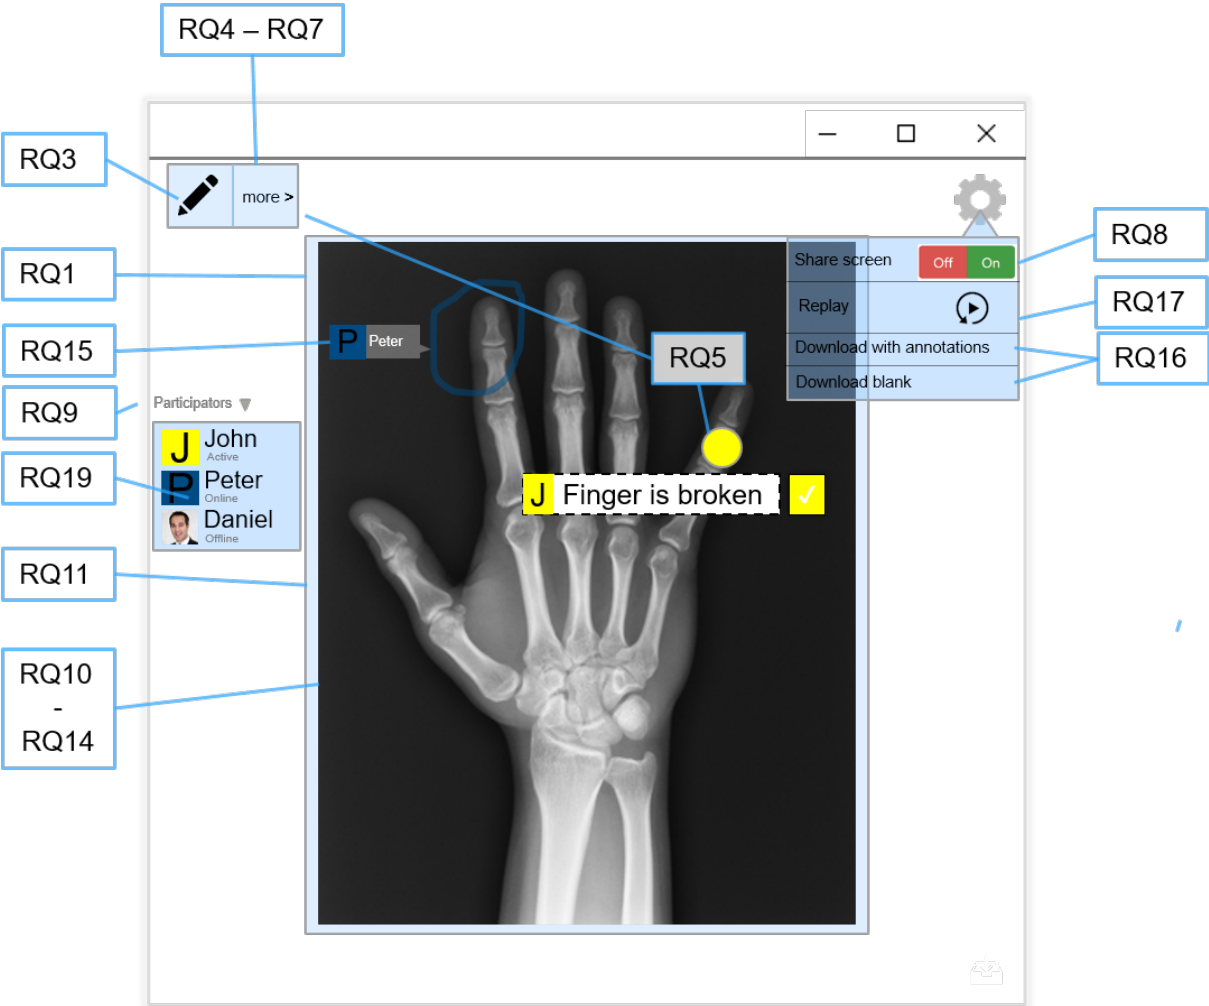 RQ4 – RQ7
RQ3
more >
RQ8
RQ1
Share screen
Off
On
Replay
RQ17
P Peter
RQ15
RQ5
Download with annotations
RQ16
Download blank
RQ9
Participators
J John
Active
RQ19
P Peter
Online
Daniel
Offline
J Finger is broken
RQ11
RQ10
-
RQ14